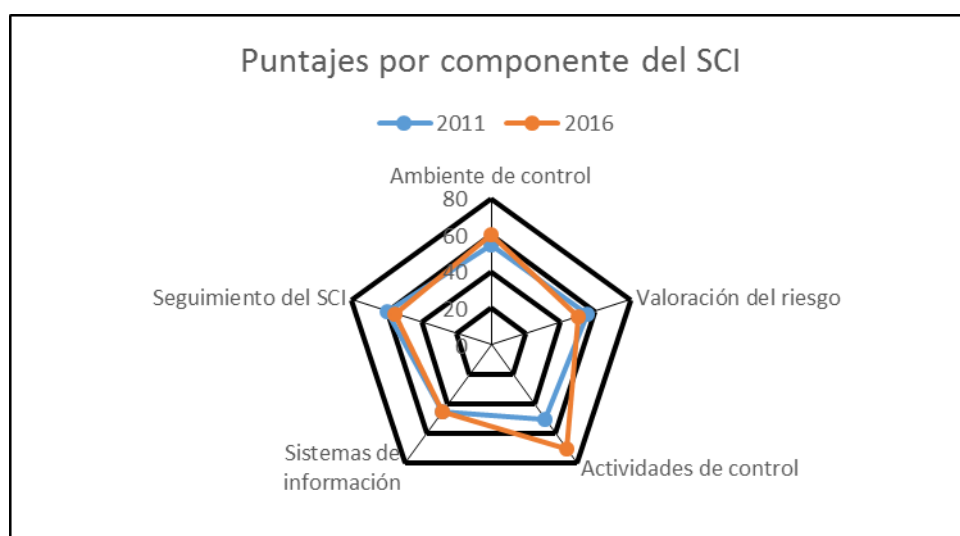 Puntajes por componente del SCI
2011 2016
Ambiente de control
80
60
40
20
0
Seguimiento del SCI
Valoración del riesgo
Sistemas de
información
Actividades de control